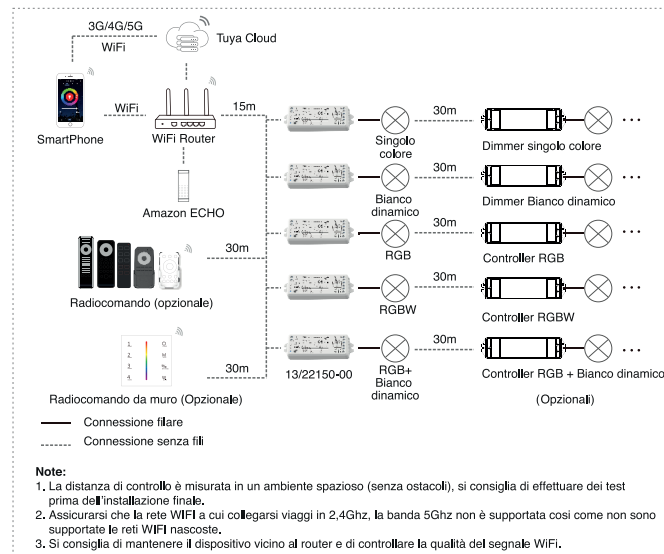 3G/4G/5G
WiFi
Tuya Cloud
WiFi
15m
SmartPhone
WiFi Router
Amazon ECHO
30m
Radiocomando (opzionale)
30m
Radiocomando da muro (Opzionale)
Singolo
colore
30m
Dimmer singolo colore
Bianco
dinamico
30m
Dimmer Bianco dinamico
RGB
30m
Controller RGB
RGBW
30m
Controller RGBW
13/22150-00
RGB+
Bianco
dinamico
30m
Controller RGB + Bianco dinamico
(Opzionali)
1.
2.
3.
4.
Connessione filare
Connessione senza fili
Note:
1. La distanza di controllo è misurata in un ambiente spazioso (senza ostacoli), si consiglia di effettuare dei test
prima dell'installazione finale.
2. Assicurarsi che la rete WIFI a cui collegarsi viaggi in 2,4Ghz, la banda 5Ghz non è supportata cosi come non sono
supportate le reti WIFI nascoste.
3. Si consiglia di mantenere il dispositivo vicino al router e di controllare la qualità del segnale WiFi.